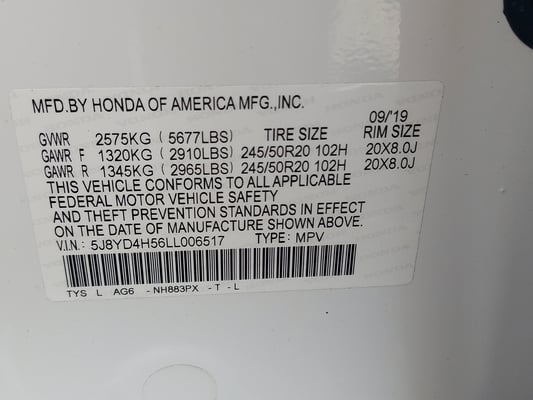 MFD.BY HONDA OF AMERICA MFG.,INC. 09/'19
GVWR 2575KG ( 5677LBS) TIRE SIZE RIM SIZE
GAWR F 1320KG ( 2910LBS) 245/50R20 102H 20X8.0J
GAWR R 1345KG ( 2965LBS) 245/50R20 102H 20X8.0J
THIS VEHICLE CONFORMS TO ALL APPLICABLE
FEDERAL MOTOR VEHICLE SAFETY
AND THEFT PREVENTION STANDARDS IN EFFECT
ON THE DATE OF MANUFACTURE SHOWN ABOVE.
V.I.N.: 5J8YD4H56LL006517 TYPE: MPV
TYS L AG6 -NH883PX - T - L